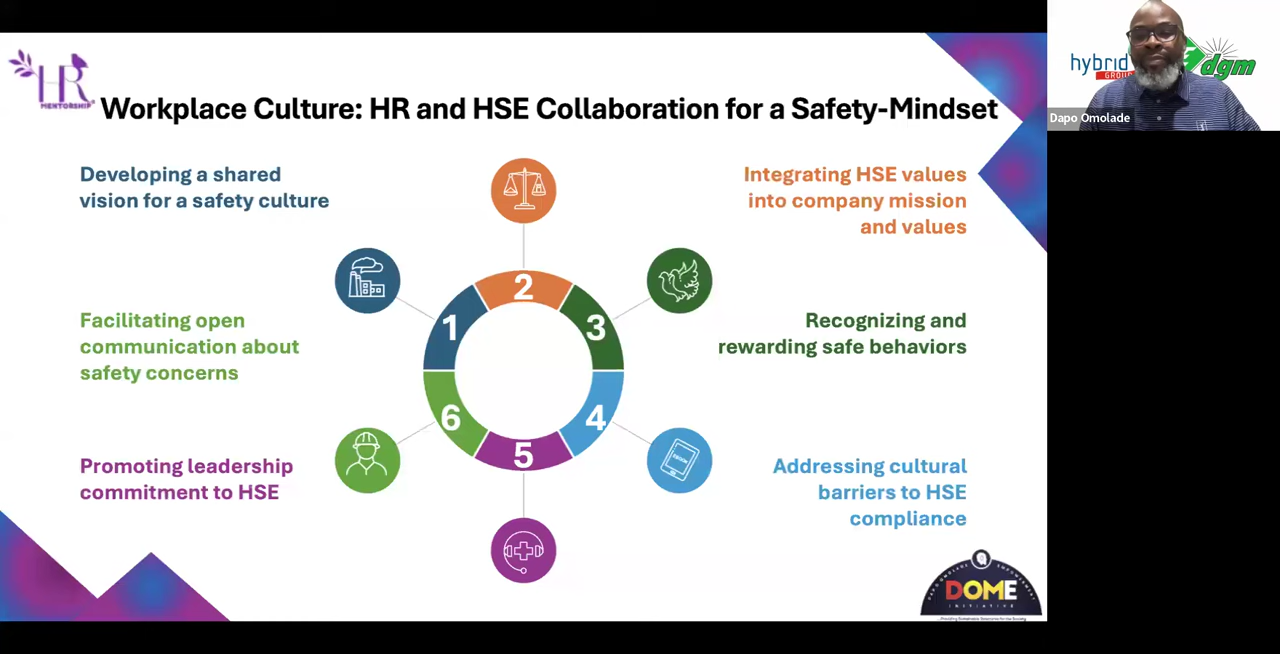 HR
MENTORSHIP
Workplace Culture: HR and HSE Collaboration for a Safety-Mindset
Developing a shared
vision for a safety culture
Integrating HSE values
into company mission
and values
Facilitating open
communication about
safety concerns
Recognizing and
rewarding safe behaviors
Promoting leadership
commitment to HSE
Addressing cultural
barriers to HSE
compliance
1
2
3
4
5
6
DOME
INITIATIVE
hybrid
GROUP
dgm
Dapo Omolade